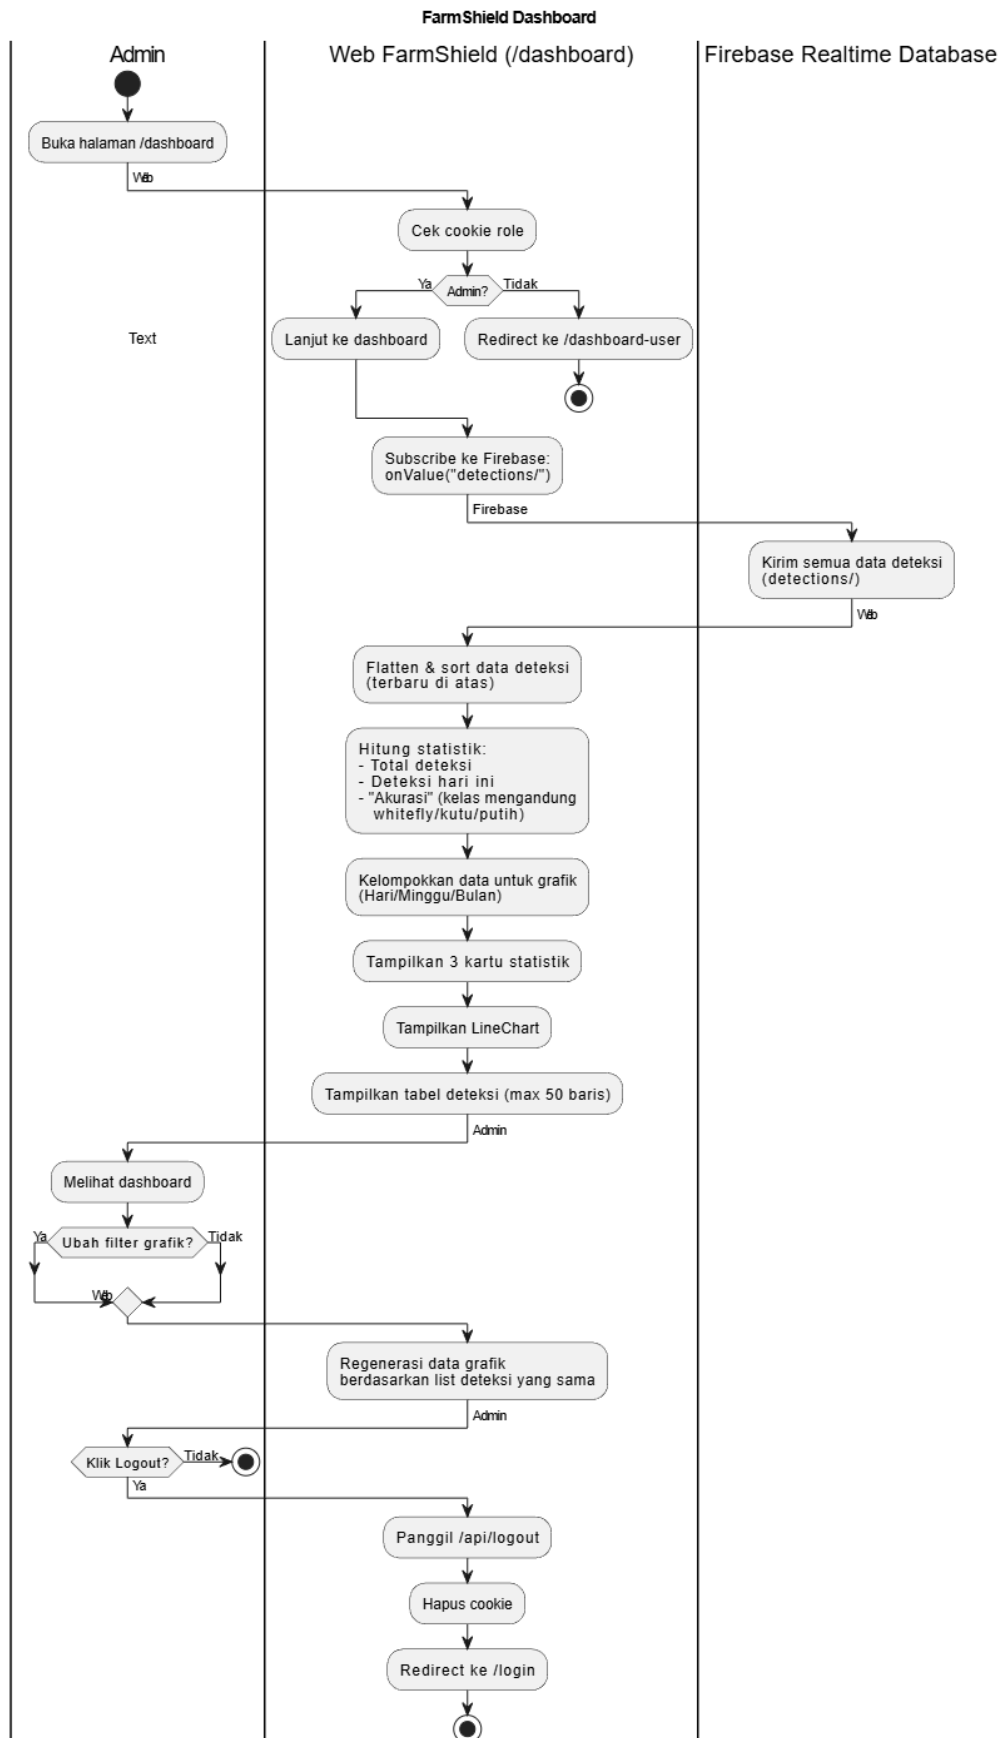 FarmShield Dashboard
Admin
Web FarmShield (/dashboard)
Firebase Realtime Database
Buka halaman /dashboard
Web
Cek cookie role
Ya
Admin?
Tidak
Text
Lanjut ke dashboard
Redirect ke /dashboard-user
Subscribe ke Firebase:
onValue("detections/")
Firebase
Kirim semua data deteksi
(detections/)
Web
Flatten & sort data deteksi
(terbaru di atas)
Hitung statistik:
- Total deteksi
- Deteksi hari ini
- "Akurasi" (kelas mengandung
whitefly/kutu/putih)
Kelompokkan data untuk grafik
(Hari/Minggu/Bulan)
Tampilkan 3 kartu statistik
Tampilkan LineChart
Tampilkan tabel deteksi (max 50 baris)
Admin
Melihat dashboard
Ya
Ubah filter grafik?
Tidak
Web
Regenerasi data grafik
berdasarkan list deteksi yang sama
Admin
Klik Logout?
Tidak
Ya
Panggil /api/logout
Hapus cookie
Redirect ke /login